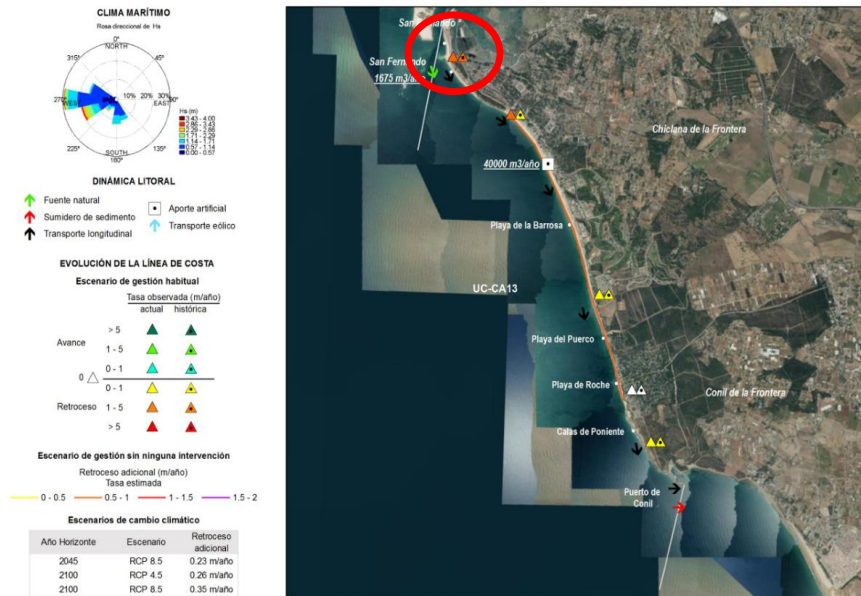 CLIMA MARÍTIMO
Rosa direccional de Hs
0°
NORTH
45°
30%
20%
10%
270°
WEST
90°
EAST
Hs (m)
3.43 - 4.00
2.86 - 3.43
2.29 - 2.86
1.71 - 2.29
1.14 - 1.71
0.57 - 1.14
0.00 - 0.57
225°
SOUTH
180°
135°
DINÁMICA LITORAL
Fuente natural
Sumidero de sedimento
Transporte longitudinal
Aporte artificial
Transporte eólico
EVOLUCIÓN DE LA LÍNEA DE COSTA
Escenario de gestión habitual
Tasa observada (m/año)
actual histórica
Avance
> 5
1 - 5
0 - 1
0
Retroceso
0 - 1
1 - 5
> 5
Escenario de gestión sin ninguna intervención
Retroceso adicional (m/año)
Tasa estimada
0 - 0.5 0.5 - 1 1 - 1.5 1.5 - 2
Escenarios de cambio climático
Año Horizonte Escenario Retroceso adicional
2045 RCP 8.5 0.23 m/año
2100 RCP 4.5 0.26 m/año
2100 RCP 8.5 0.35 m/año
San Fernando
1675 m3/año
40000 m3/año
Chiclana de la Frontera
Playa de la Barrosa
UC-CA13
Playa del Puerco
Playa de Roche
Conil de la Frontera
Calas de Poniente
Puerto de
Conil